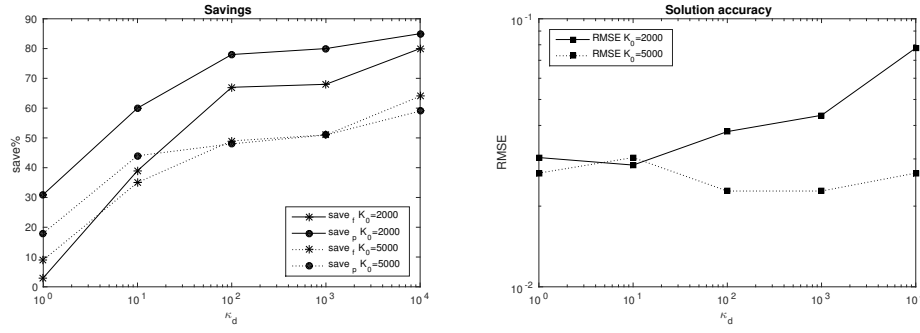 Savings
90
80
70
60
50
40
30
20
10
0
save%
10^0
10^1
10^2
10^3
10^4
κ_d
save_f K_0=2000
save_p K_0=2000
save_f K_0=5000
save_p K_0=5000
Solution accuracy
10^-1
10^-2
RMSE
10^0
10^1
10^2
10^3
10^4
κ_d
RMSE K_0=2000
RMSE K_0=5000